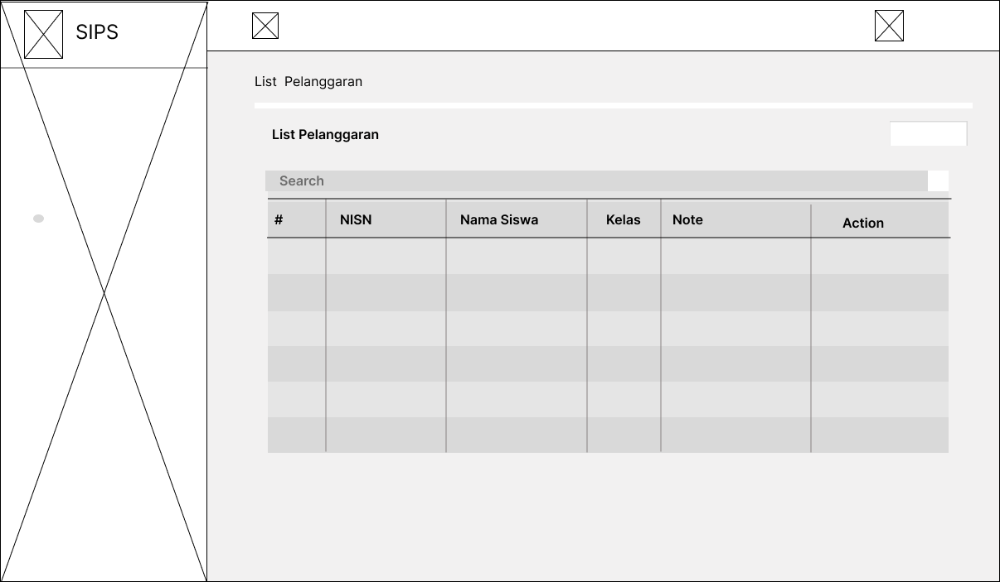 SIPS
List Pelanggaran
List Pelanggaran
Search
# NISN Nama Siswa Kelas Note Action